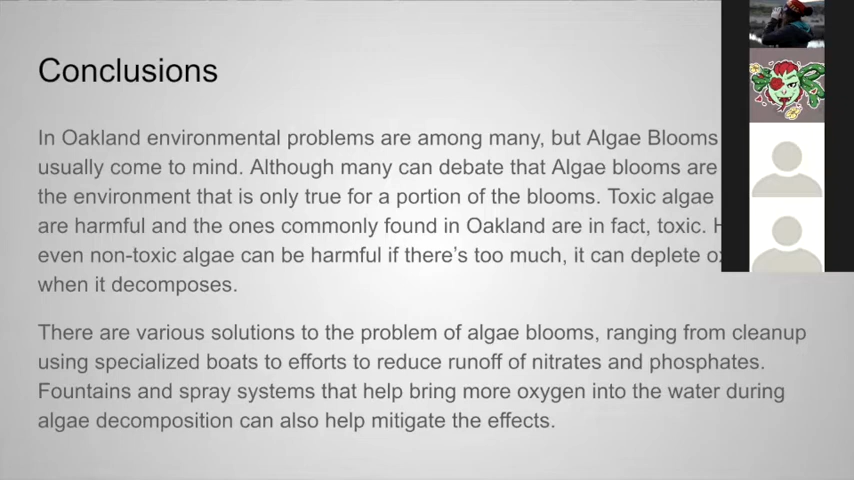 Conclusions
In Oakland environmental problems are among many, but Algae Blooms
usually come to mind. Although many can debate that Algae blooms are
the environment that is only true for a portion of the blooms. Toxic algae
are harmful and the ones commonly found in Oakland are in fact, toxic.
even non-toxic algae can be harmful if there’s too much, it can deplete
when it decomposes.
There are various solutions to the problem of algae blooms, ranging from cleanup
using specialized boats to efforts to reduce runoff of nitrates and phosphates.
Fountains and spray systems that help bring more oxygen into the water during
algae decomposition can also help mitigate the effects.